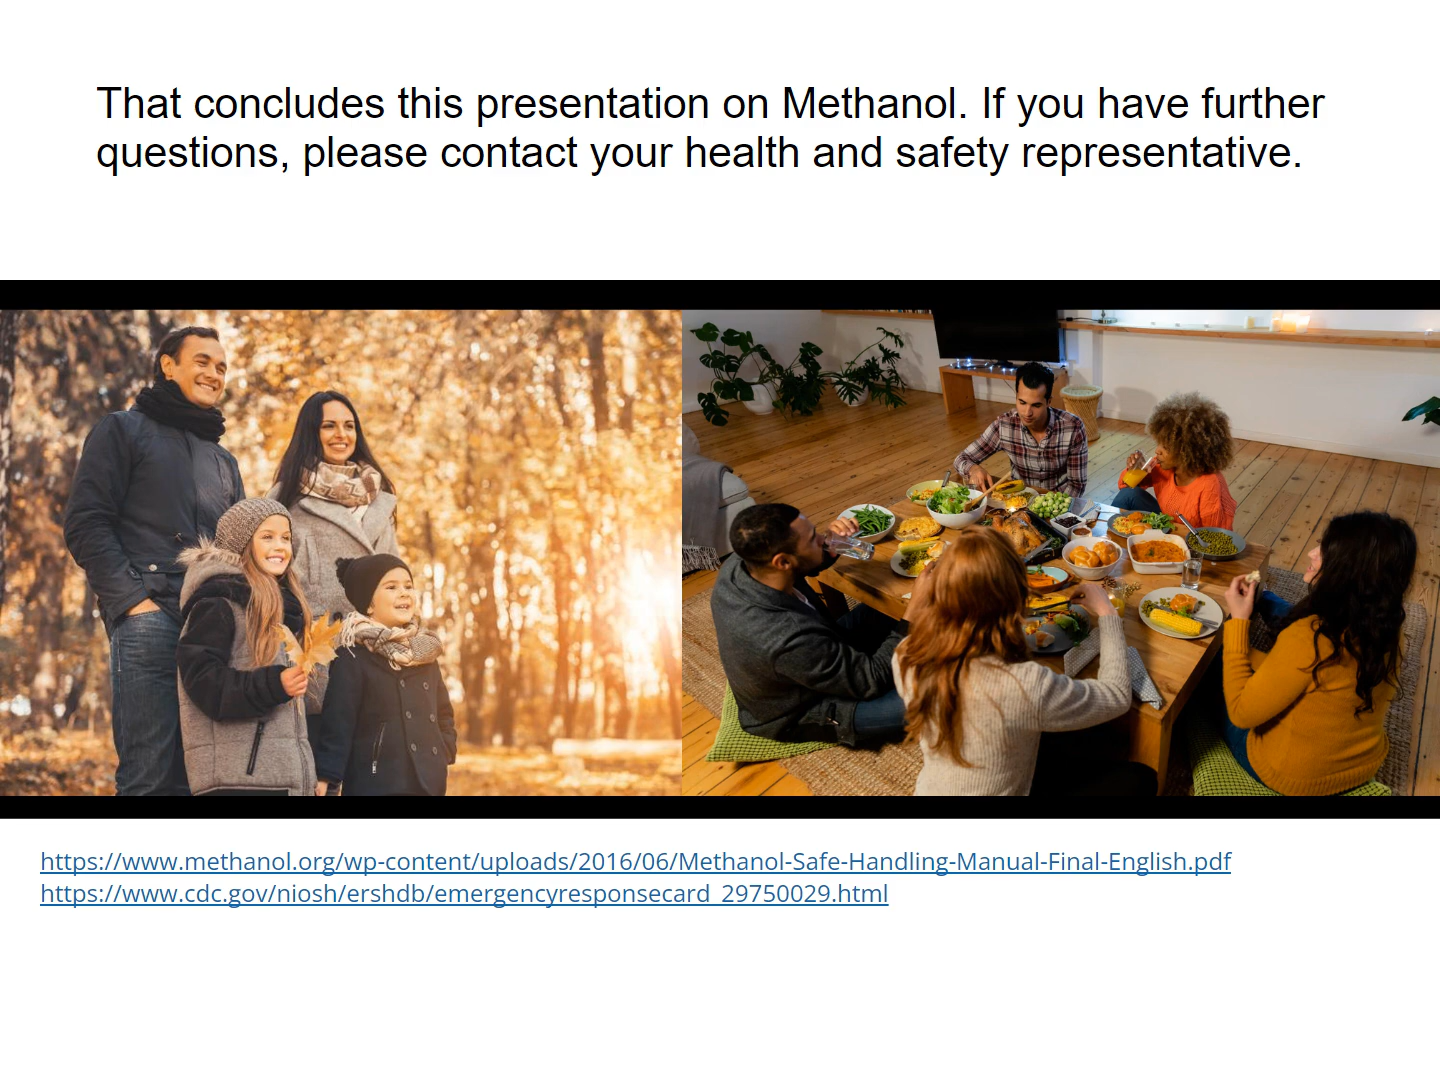 That concludes this presentation on Methanol. If you have further
questions, please contact your health and safety representative.
https://www.methanol.org/wp-content/uploads/2016/06/Methanol-Safe-Handling-Manual-Final-English.pdf
https://www.cdc.gov/niosh/ershdb/emergencyresponsecard_29750029.html